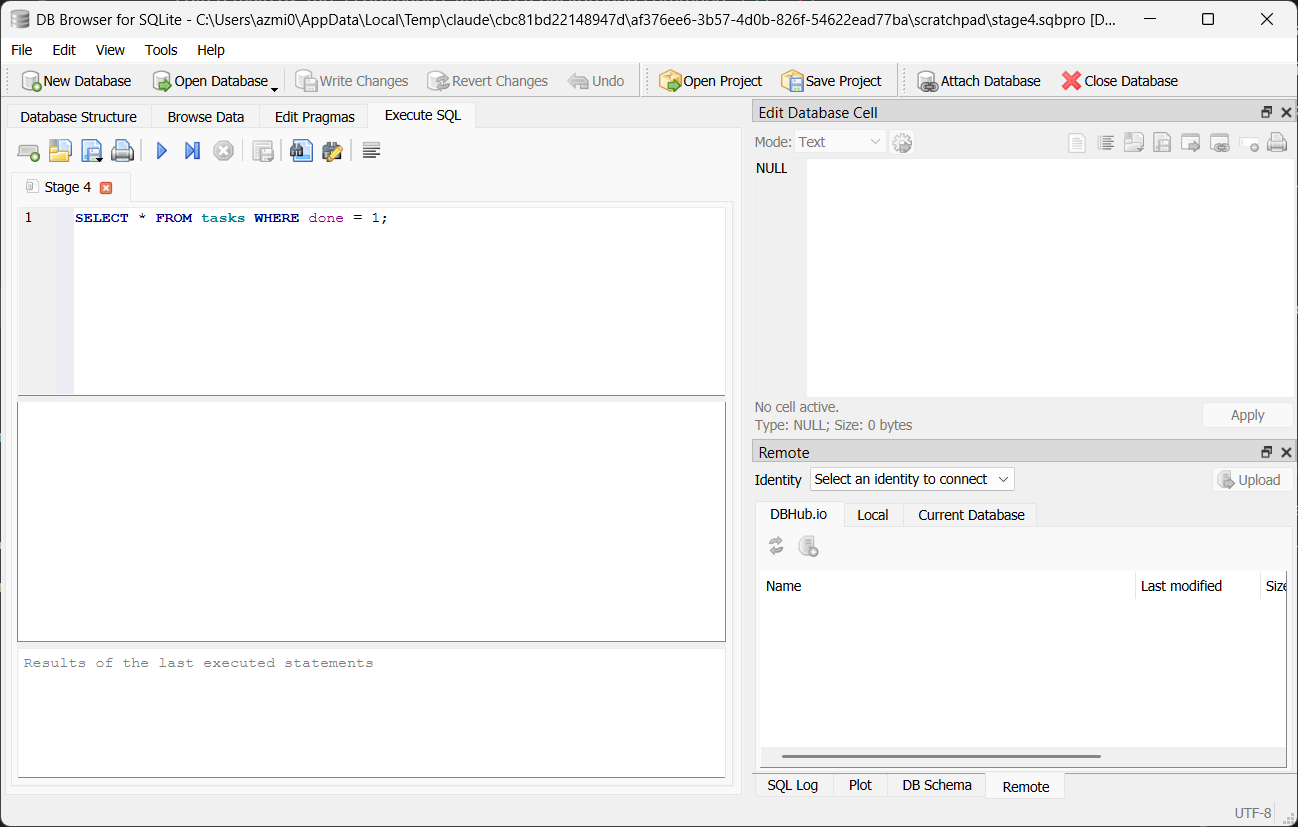 DB Browser for SQLite - C:\Users\azmi0\AppData\Local\Temp\claude\cbc81bd22148947d\af376ee6-3b57-4d0b-826f-54622ead77ba\scratchpad\stage4.sqbpro [D...
File Edit View Tools Help
New Database Open Database Write Changes Revert Changes Undo Open Project Save Project Attach Database Close Database
Database Structure Browse Data Edit Pragmas Execute SQL
Stage 4
1 SELECT * FROM tasks WHERE done = 1;
Results of the last executed statements
Edit Database Cell
Mode: Text
NULL
No cell active.
Type: NULL; Size: 0 bytes
Apply
Remote
Identity Select an identity to connect Upload
DBHub.io Local Current Database
Name Last modified Size
SQL Log Plot DB Schema Remote
UTF-8